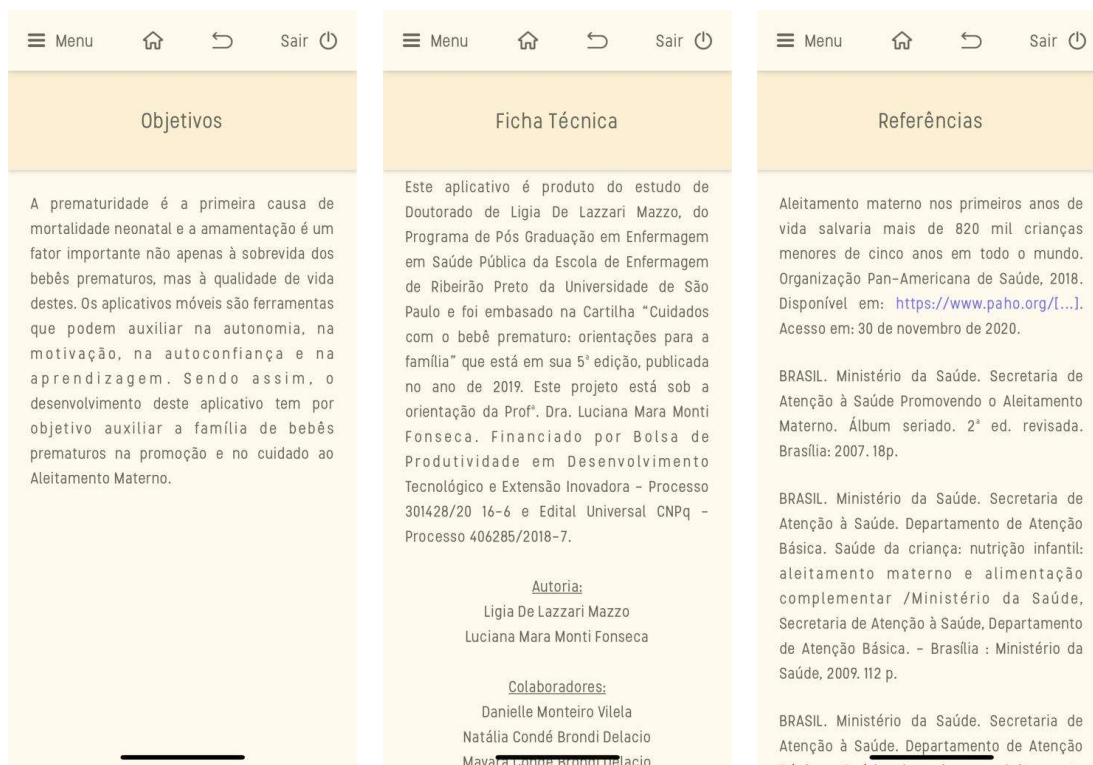 Menu
Sair
Objetivos
A prematuridade é a primeira causa de
mortalidade neonatal e a amamentação é um
fator importante não apenas à sobrevida dos
bebês prematuros, mas à qualidade de vida
destes. Os aplicativos móveis são ferramentas
que podem auxiliar na autonomia, na
motivação, na autoconfiança e na
aprendizagem. Sendo assim, o
desenvolvimento deste aplicativo tem por
objetivo auxiliar a família de bebês
prematuros na promoção e no cuidado ao
Aleitamento Materno.
Menu
Sair
Ficha Técnica
Este aplicativo é produto do estudo de
Doutorado de Ligia De Lazzari Mazzo, do
Programa de Pós Graduação em Enfermagem
em Saúde Pública da Escola de Enfermagem
de Ribeirão Preto da Universidade de São
Paulo e foi embasado na Cartilha “Cuidados
com o bebê prematuro: orientações para a
família” que está em sua 5ª edição, publicada
no ano de 2019. Este projeto está sob a
orientação da Profª. Dra. Luciana Mara Monti
Fonseca. Financiado por Bolsa de
Produtividade em Desenvolvimento
Tecnológico e Extensão Inovadora – Processo
301428/20 16-6 e Edital Universal CNPq –
Processo 406285/2018-7.
Autoria:
Ligia De Lazzari Mazzo
Luciana Mara Monti Fonseca
Colaboradores:
Danielle Monteiro Vilela
Natália Condé Brondi Delacio
Mayara Condé Brondi Delacio
Menu
Sair
Referências
Aleitamento materno nos primeiros anos de
vida salvaria mais de 820 mil crianças
menores de cinco anos em todo o mundo.
Organização Pan-Americana de Saúde, 2018.
Disponível em: https://www.paho.org/[...].
Acesso em: 30 de novembro de 2020.
BRASIL. Ministério da Saúde. Secretaria de
Atenção à Saúde Promovendo o Aleitamento
Materno. Álbum seriado. 2ª ed. revisada.
Brasília: 2007. 18p.
BRASIL. Ministério da Saúde. Secretaria de
Atenção à Saúde. Departamento de Atenção
Básica. Saúde da criança: nutrição infantil:
aleitamento materno e alimentação
complementar /Ministério da Saúde,
Secretaria de Atenção à Saúde, Departamento
de Atenção Básica. – Brasília : Ministério da
Saúde, 2009. 112 p.
BRASIL. Ministério da Saúde. Secretaria de
Atenção à Saúde. Departamento de Atenção